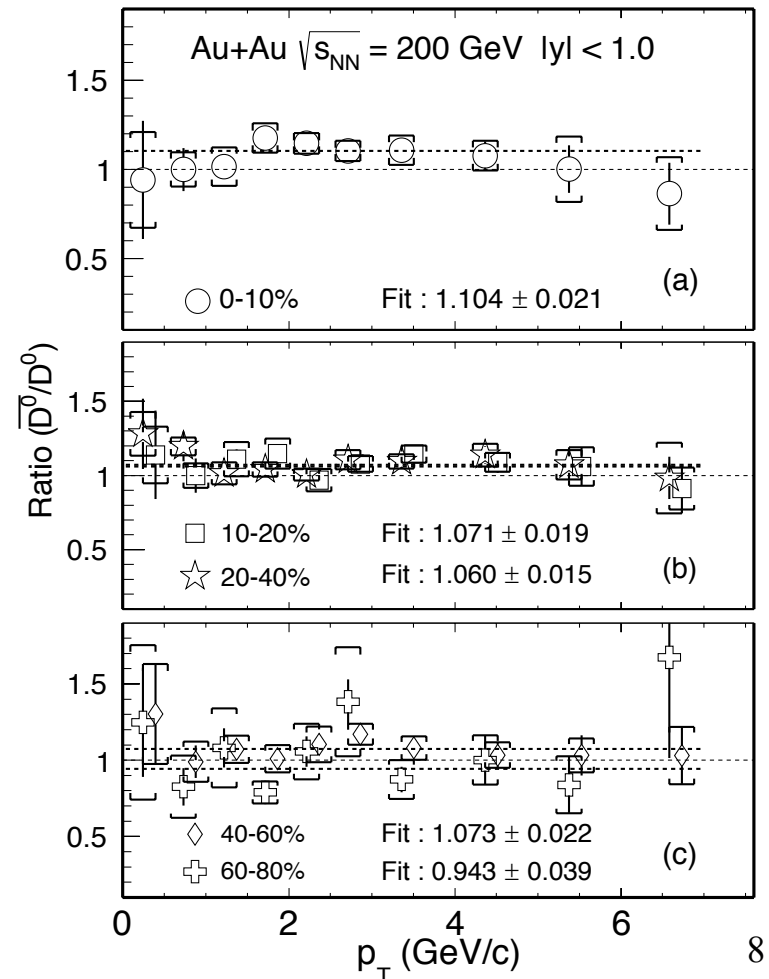 Au+Au √s_NN = 200 GeV |y| < 1.0
1.5
1
0.5
0-10% Fit : 1.104 ± 0.021
(a)
Ratio (D̅⁰/D⁰)
1.5
1
0.5
10-20% Fit : 1.071 ± 0.019
20-40% Fit : 1.060 ± 0.015
(b)
1.5
1
0.5
40-60% Fit : 1.073 ± 0.022
60-80% Fit : 0.943 ± 0.039
(c)
0 2 4 6 8
p_T (GeV/c)